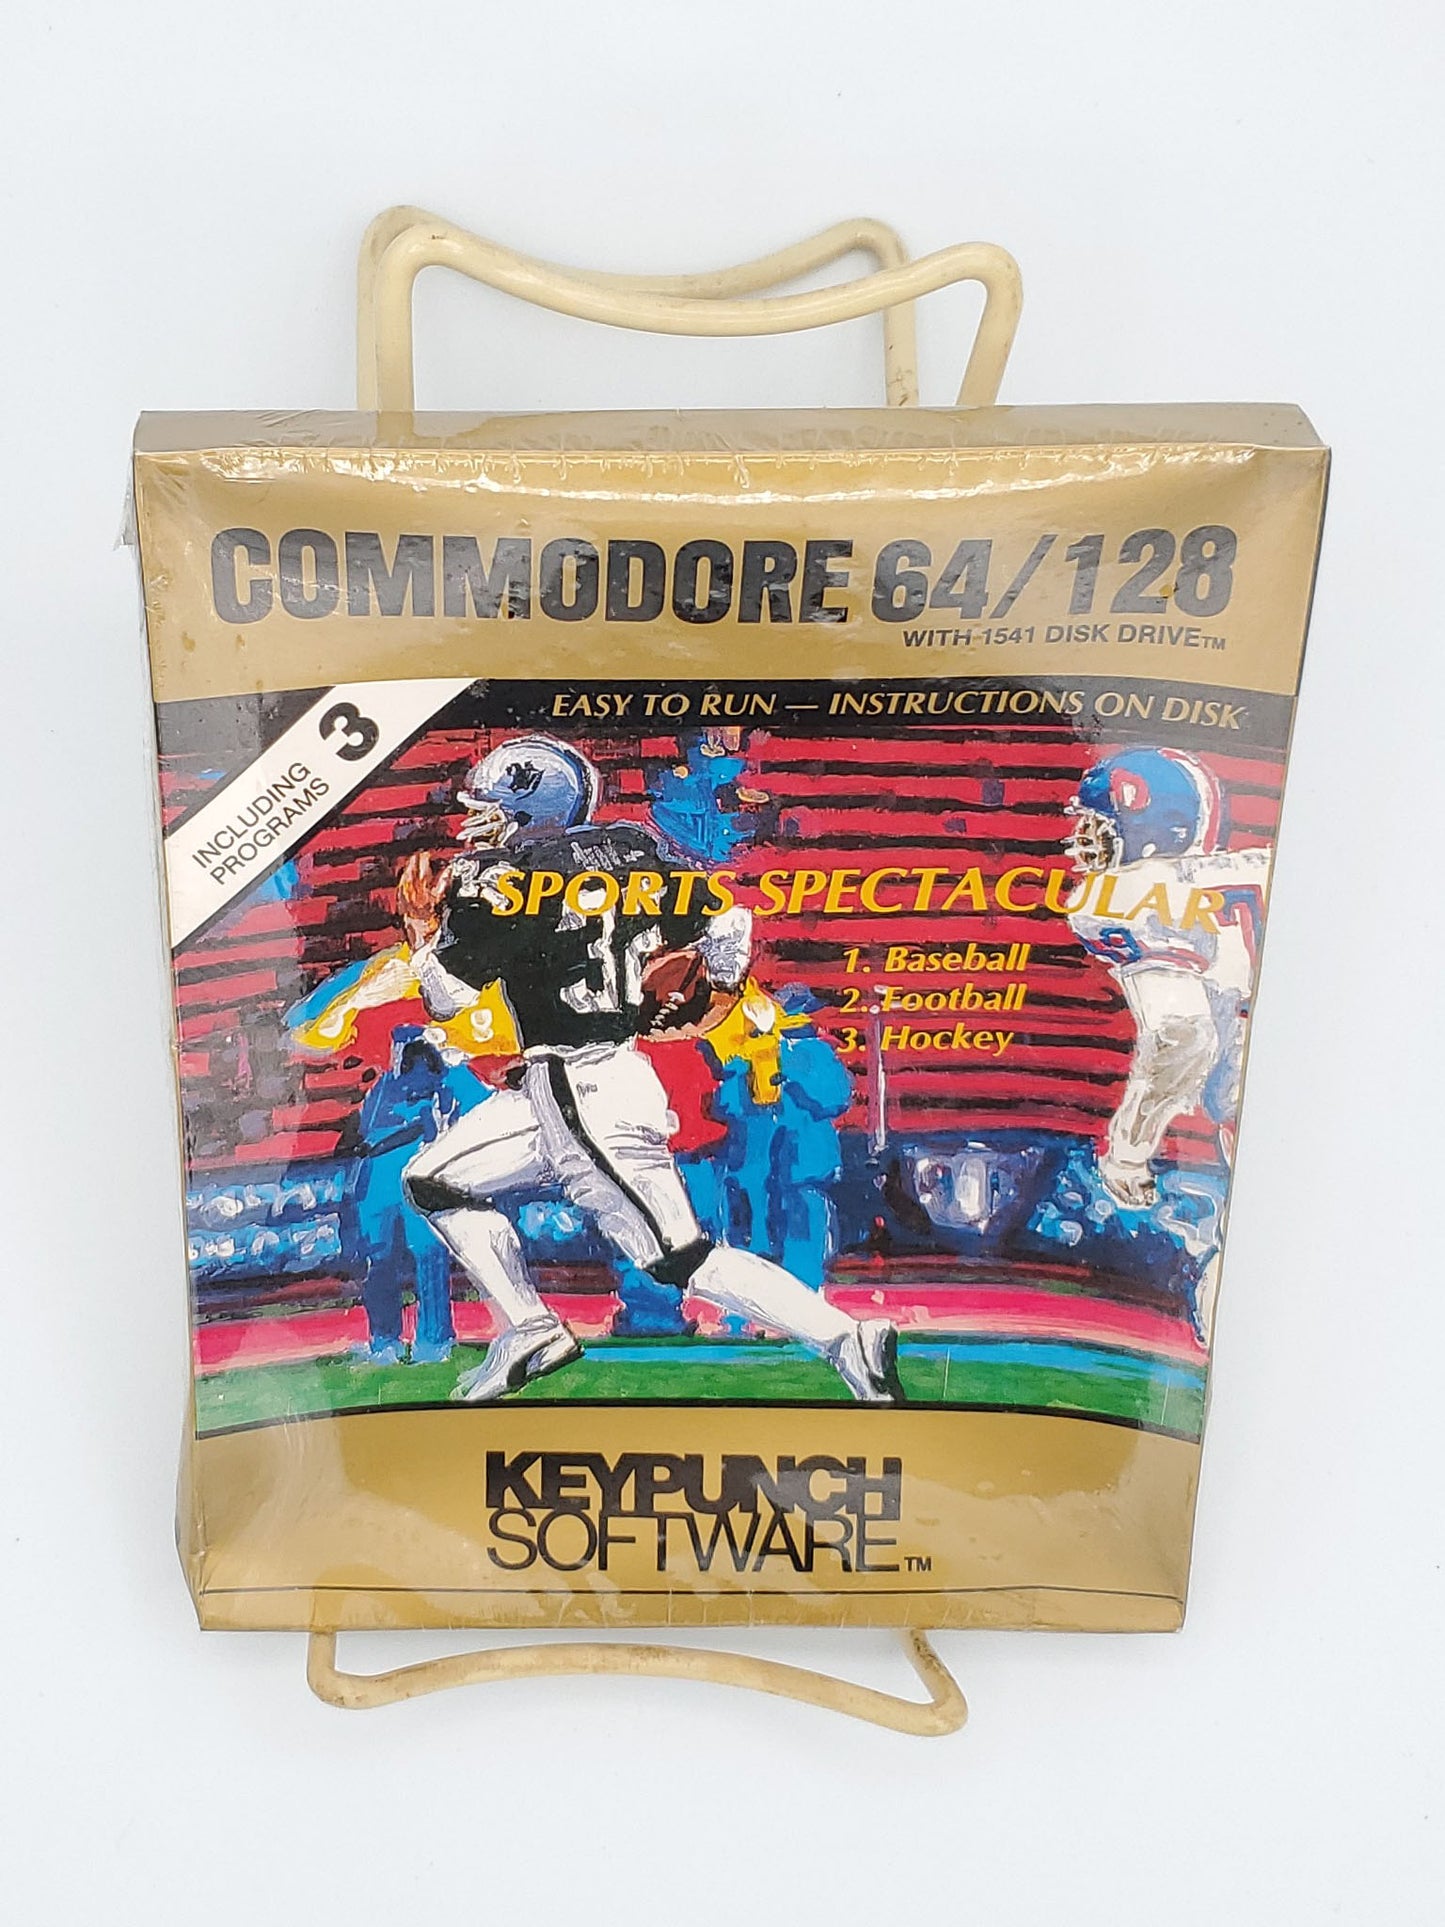 COMMODORE 64/128
WITH 1541 DISK DRIVE™
EASY TO RUN — INSTRUCTIONS ON DISK
INCLUDING 3
PROGRAMS
SPORTS SPECTACULAR
1. Baseball
2. Football
3. Hockey
KEYPUNCH
SOFTWARE™